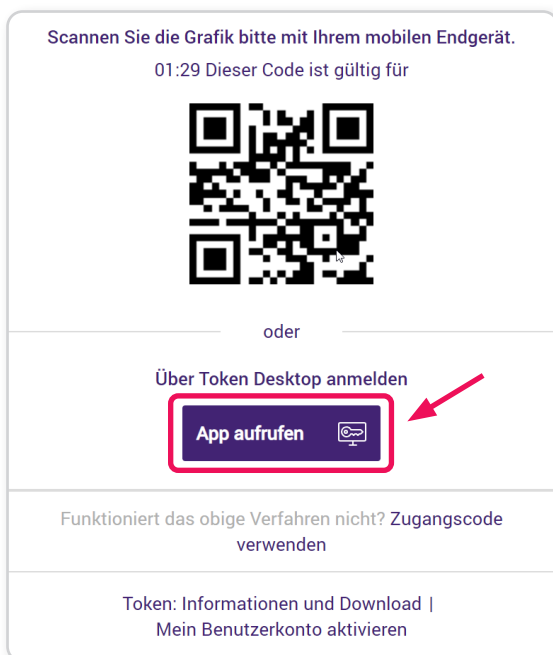 Scannen Sie die Grafik bitte mit Ihrem mobilen Endgerät.
01:29 Dieser Code ist gültig für
oder
Über Token Desktop anmelden
App aufrufen
Funktioniert das obige Verfahren nicht? Zugangscode
verwenden
Token: Informationen und Download |
Mein Benutzerkonto aktivieren